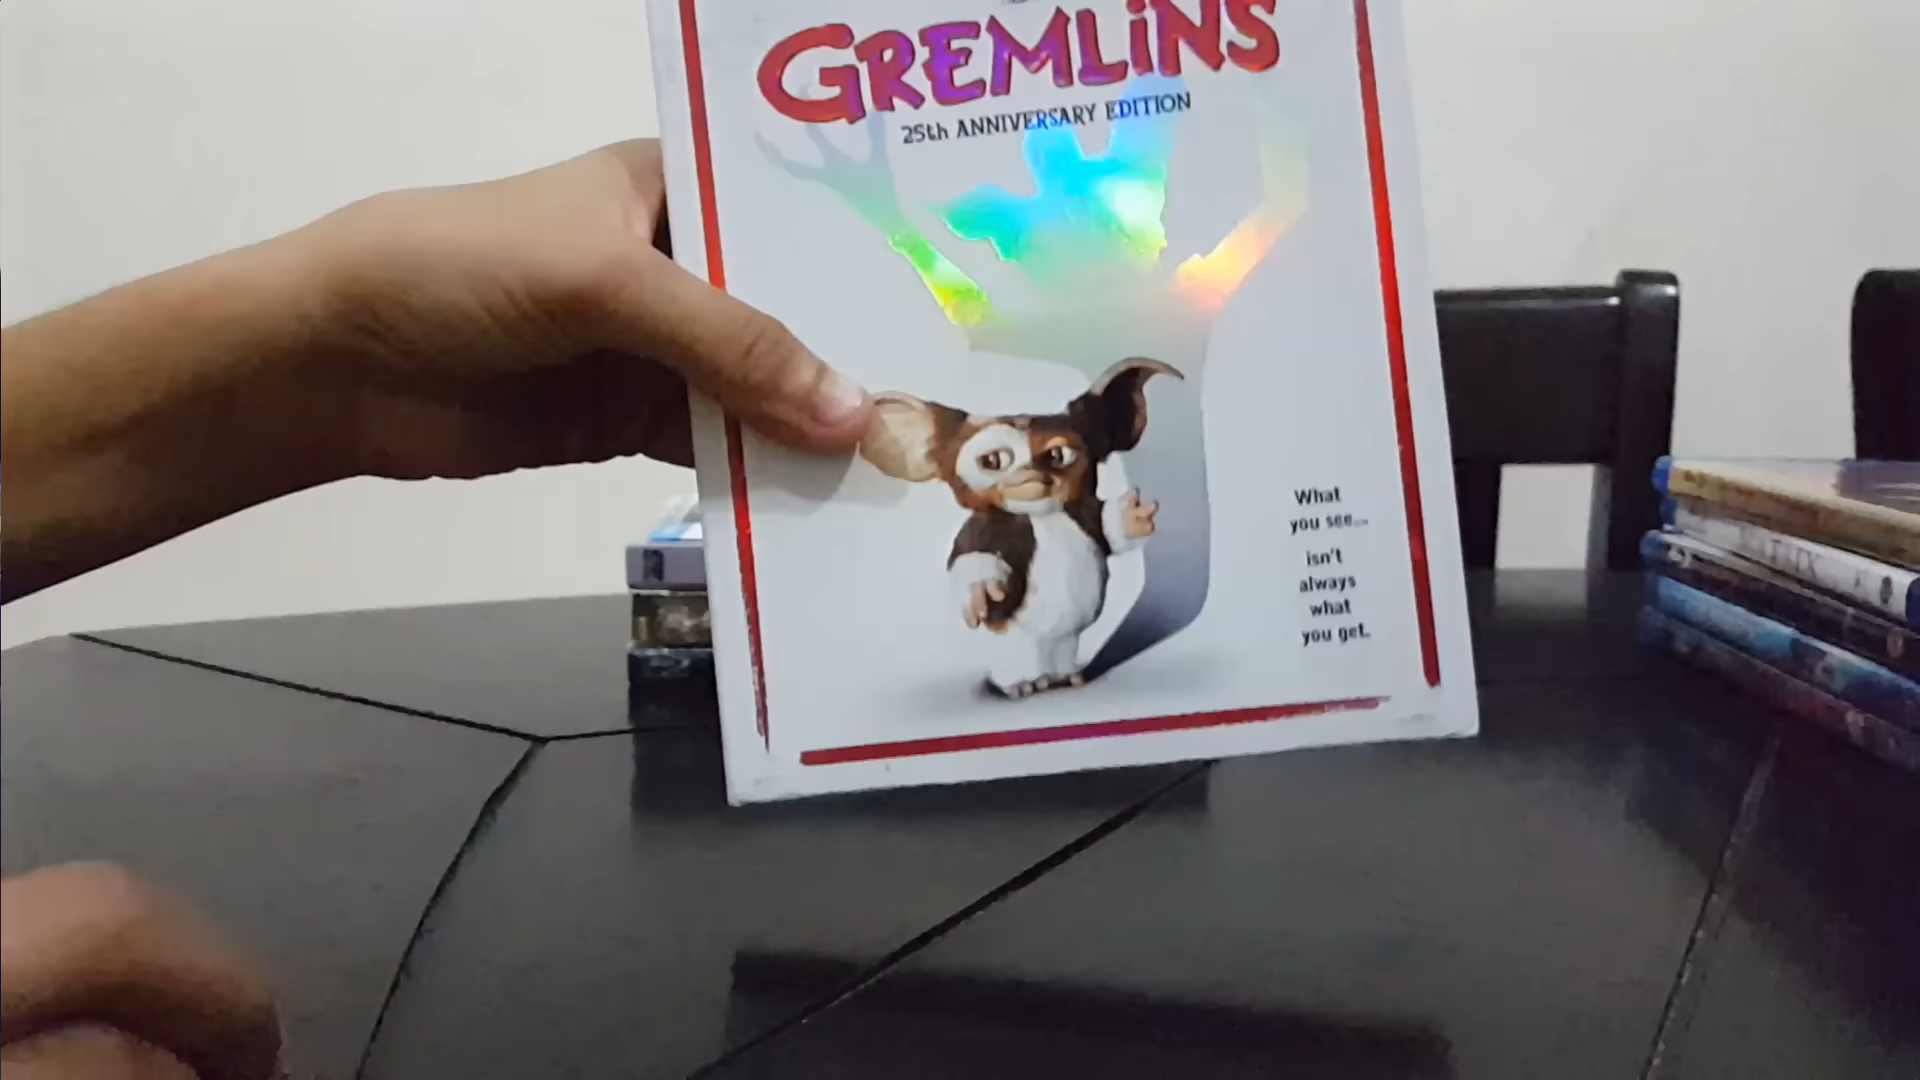 GREMLiNS
25th ANNIVERSARY EDITION
What
you see...
isn't
always
what
you get.